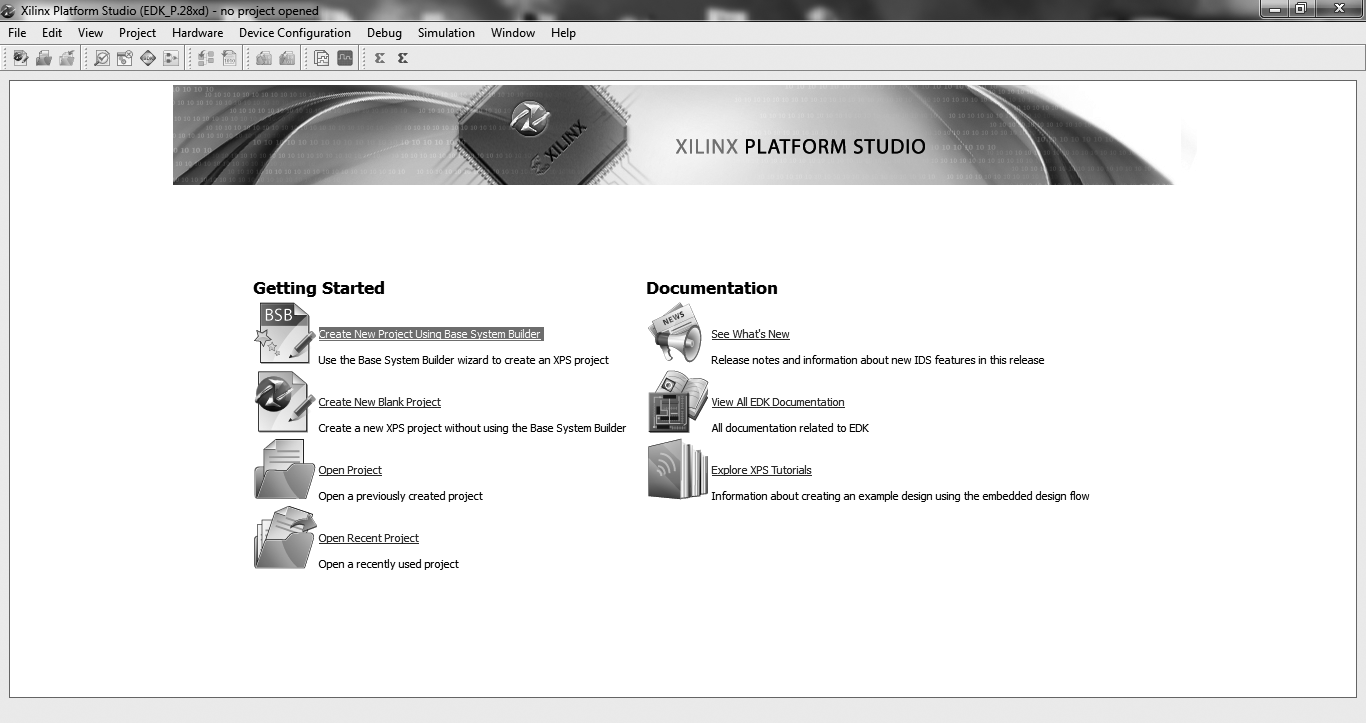 Xilinx Platform Studio (EDK_P.28xd) - no project opened
File Edit View Project Hardware Device Configuration Debug Simulation Window Help
XILINX
XILINX PLATFORM STUDIO
Getting Started
BSB
Create New Project Using Base System Builder
Use the Base System Builder wizard to create an XPS project
Create New Blank Project
Create a new XPS project without using the Base System Builder
Open Project
Open a previously created project
Open Recent Project
Open a recently used project
Documentation
NEWS
See What's New
Release notes and information about new IDS features in this release
View All EDK Documentation
All documentation related to EDK
Explore XPS Tutorials
Information about creating an example design using the embedded design flow